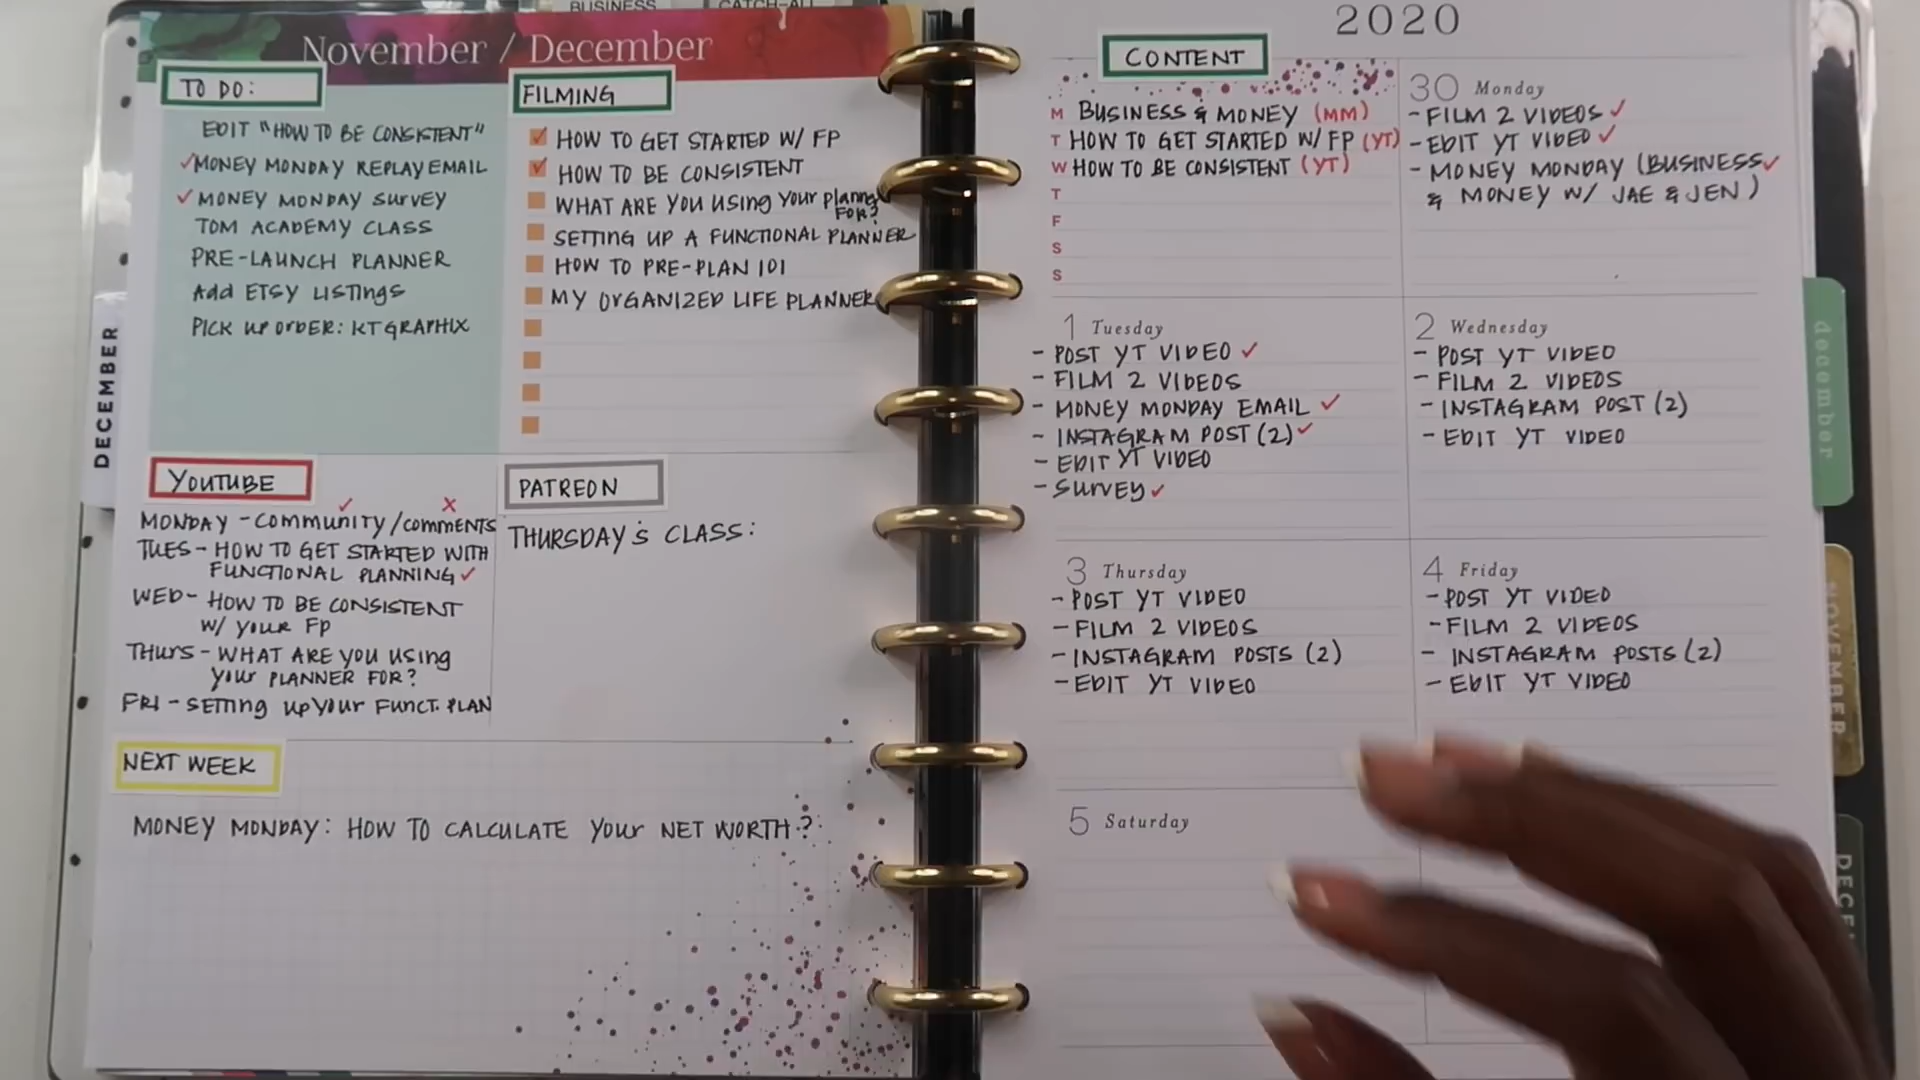 BUSINESS
CATCH-ALL
November / December
TO DO:
EDIT "HOW TO BE CONSISTENT"
✓MONEY MONDAY REPLAY EMAIL
✓MONEY MONDAY SURVEY
TOM ACADEMY CLASS
PRE-LAUNCH PLANNER
Add ETSY LISTINGS
PICK UP ORDER: KT GRAPHIX
FILMING
HOW TO GET STARTED W/ FP
HOW TO BE CONSISTENT
WHAT ARE YOU USING YOUR Planner
FOR?
SETTING UP A FUNCTIONAL PLANNER
HOW TO PRE-PLAN 101
MY ORGANIZED LIFE PLANNER
DECEMBER
YOUTUBE
✓ x
MONDAY - COMMUNITY/COMMENTS
TUES - HOW TO GET STARTED WITH
FUNCTIONAL PLANNING ✓
WED - HOW TO BE CONSISTENT
W/ YOUR FP
THURS - WHAT ARE YOU USING
YOUR PLANNER FOR?
FRI - SETTING UP YOUR FUNCT. PLAN
PATREON
THURSDAY'S CLASS:
NEXT WEEK
MONEY MONDAY: HOW TO CALCULATE YOUR NET WORTH?
2020
CONTENT
M BUSINESS & MONEY (MM)
T HOW TO GET STARTED W/ FP (YT)
W HOW TO BE CONSISTENT (YT)
T
F
S
S
30 Monday
- FILM 2 VIDEOS ✓
- EDIT YT VIDEO ✓
- MONEY MONDAY (BUSINESS ✓
& MONEY W/ JAE & JEN)
1 Tuesday
- POST YT VIDEO ✓
- FILM 2 VIDEOS
- MONEY MONDAY EMAIL ✓
- INSTAGRAM POST (2) ✓
- EDIT YT VIDEO
- SURVEY ✓
2 Wednesday
- POST YT VIDEO
- FILM 2 VIDEOS
- INSTAGRAM POST (2)
- EDIT YT VIDEO
3 Thursday
- POST YT VIDEO
- FILM 2 VIDEOS
- INSTAGRAM POSTS (2)
- EDIT YT VIDEO
4 Friday
- POST YT VIDEO
- FILM 2 VIDEOS
- INSTAGRAM POSTS (2)
- EDIT YT VIDEO
5 Saturday
december
NOVEMBER